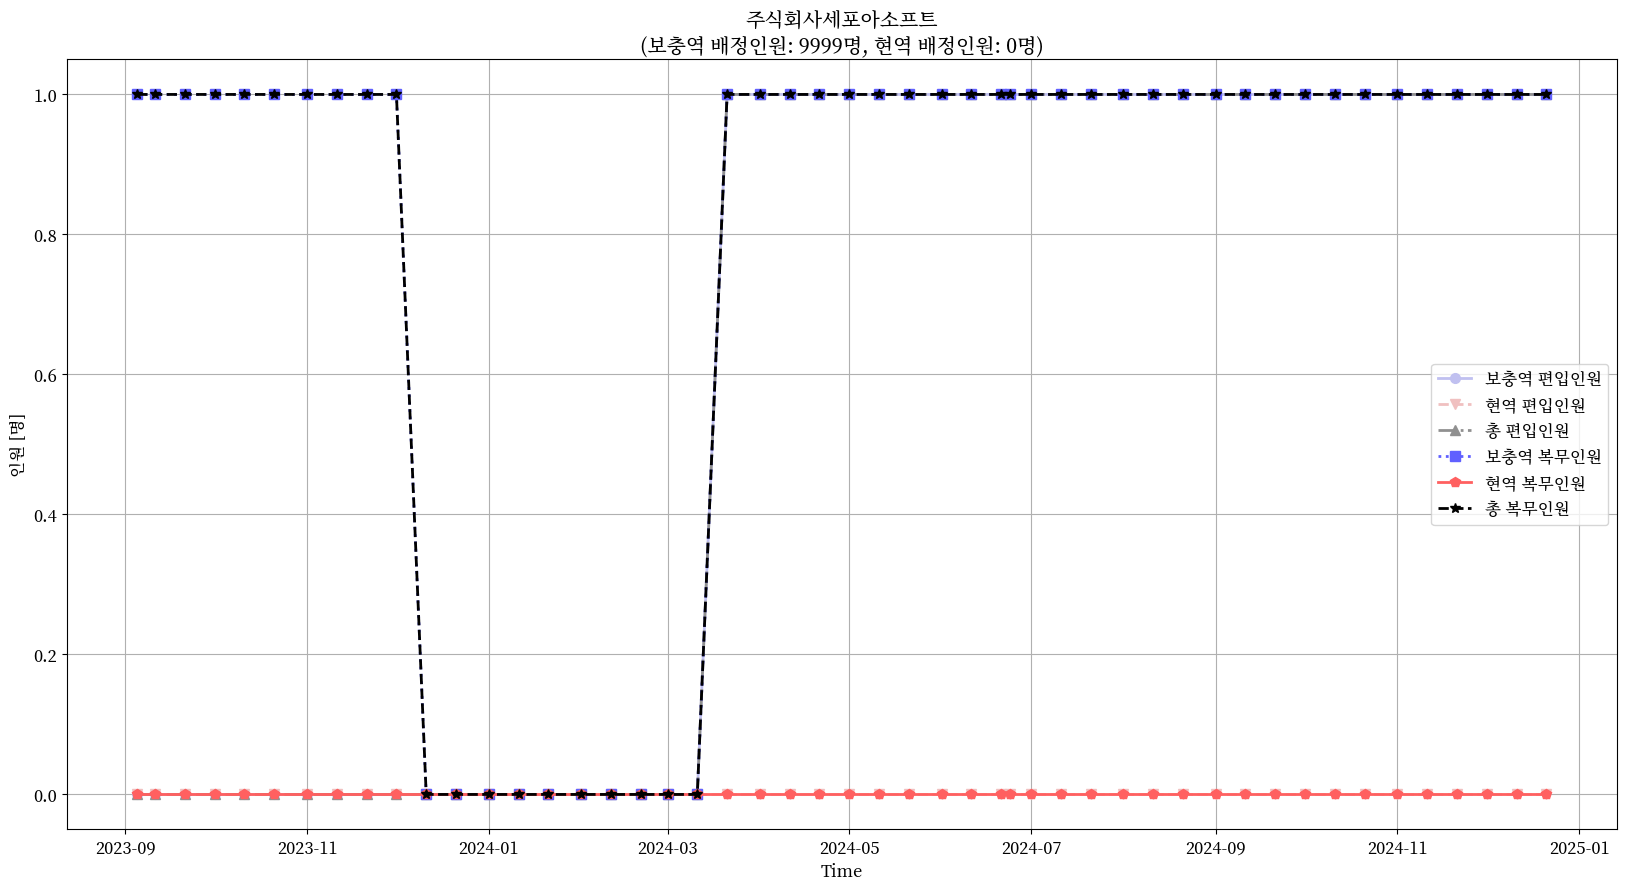 주식회사세포아소프트
(보충역 배정인원: 9999명, 현역 배정인원: 0명)
인원 [명]
1.0
0.8
0.6
0.4
0.2
0.0
보충역 편입인원
현역 편입인원
총 편입인원
보충역 복무인원
현역 복무인원
총 복무인원
2023-09 2023-11 2024-01 2024-03 2024-05 2024-07 2024-09 2024-11 2025-01
Time